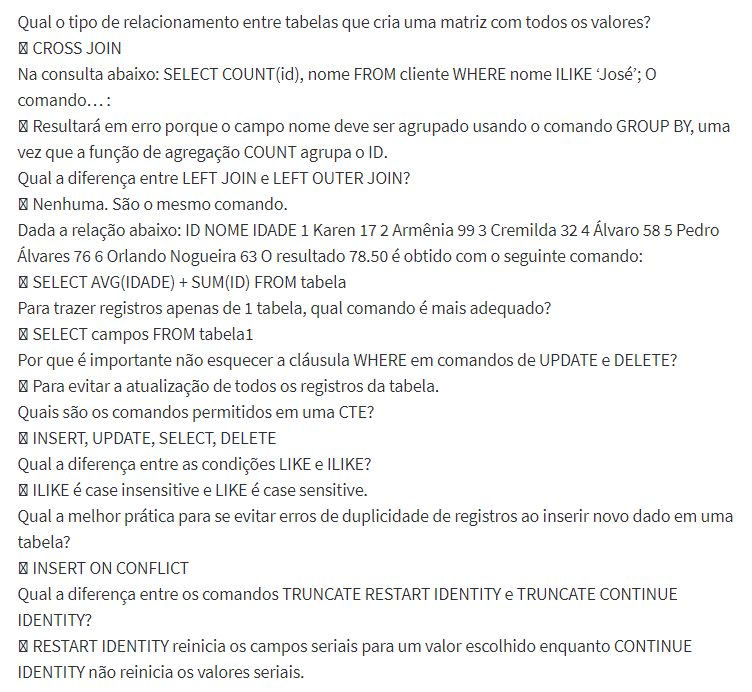 Qual o tipo de relacionamento entre tabelas que cria uma matriz com todos os valores?
CROSS JOIN
Na consulta abaixo: SELECT COUNT(id), nome FROM cliente WHERE nome ILIKE ‘José’; O
comando… :
Resultará em erro porque o campo nome deve ser agrupado usando o comando GROUP BY, uma
vez que a função de agregação COUNT agrupa o ID.
Qual a diferença entre LEFT JOIN e LEFT OUTER JOIN?
Nenhuma. São o mesmo comando.
Dada a relação abaixo: ID NOME IDADE 1 Karen 17 2 Armênia 99 3 Cremilda 32 4 Álvaro 58 5 Pedro
Álvares 76 6 Orlando Nogueira 63 O resultado 78.50 é obtido com o seguinte comando:
SELECT AVG(IDADE) + SUM(ID) FROM tabela
Para trazer registros apenas de 1 tabela, qual comando é mais adequado?
SELECT campos FROM tabela1
Por que é importante não esquecer a cláusula WHERE em comandos de UPDATE e DELETE?
Para evitar a atualização de todos os registros da tabela.
Quais são os comandos permitidos em uma CTE?
INSERT, UPDATE, SELECT, DELETE
Qual a diferença entre as condições LIKE e ILIKE?
ILIKE é case insensitive e LIKE é case sensitive.
Qual a melhor prática para se evitar erros de duplicidade de registros ao inserir novo dado em uma
tabela?
INSERT ON CONFLICT
Qual a diferença entre os comandos TRUNCATE RESTART IDENTITY e TRUNCATE CONTINUE
IDENTITY?
RESTART IDENTITY reinicia os campos seriais para um valor escolhido enquanto CONTINUE
IDENTITY não reinicia os valores seriais.